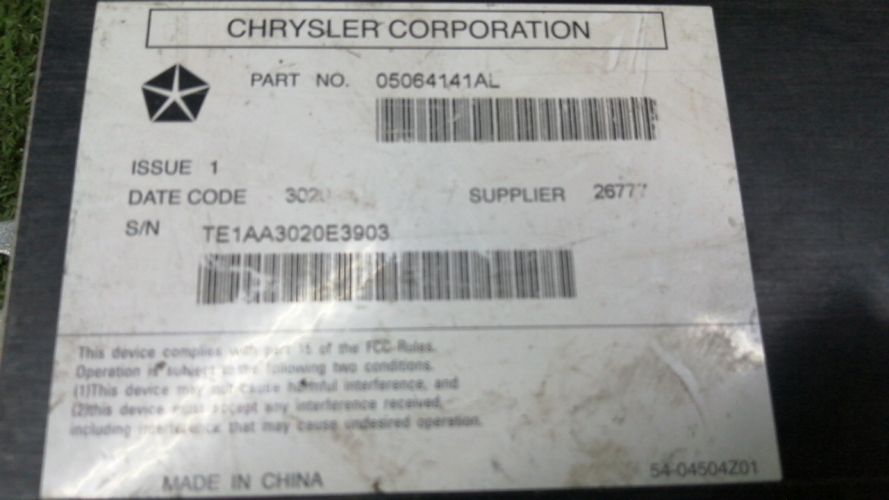 CHRYSLER CORPORATION
PART NO. 05064141AL
ISSUE 1
DATE CODE 3020 SUPPLIER 26777
S/N TE1AA3020E3903
This device complies with part 15 of the FCC Rules.
Operation is subject to the following two conditions.
(1)This device may not cause harmful interference, and
(2)this device must accept any interference received,
including interference that may cause undesired operation.
MADE IN CHINA 54-04504Z01